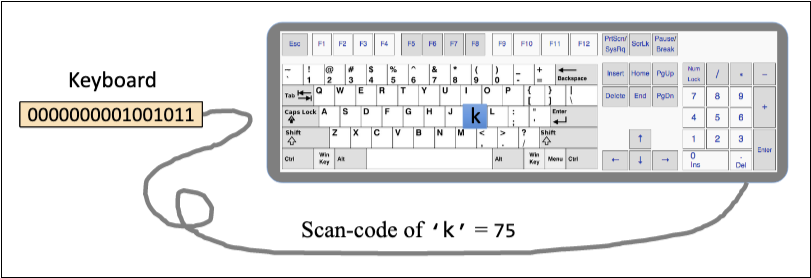 Keyboard
0000000001001011
Esc F1 F2 F3 F4 F5 F6 F7 F8 F9 F10 F11 F12 PrtScn/ SysRq ScrLk Pause/ Break
~ ` ! 1 @ 2 # 3 $ 4 % 5 ^ 6 & 7 * 8 ( 9 ) 0 _ - + = Backspace Insert Home PgUp Num Lock / * −
Tab Q W E R T Y U I O P { [ } ] | \ Delete End PgDn 7 8 9 +
Caps Lock A S D F G H J k L : ; " ' Enter 4 5 6
Shift Z X C V B N M < , > . ? / Shift ↑ 1 2 3 Enter
Ctrl Win Key Alt Alt Win Key Menu Ctrl ← ↓ → 0 Ins . Del
Scan-code of ‘k’ = 75